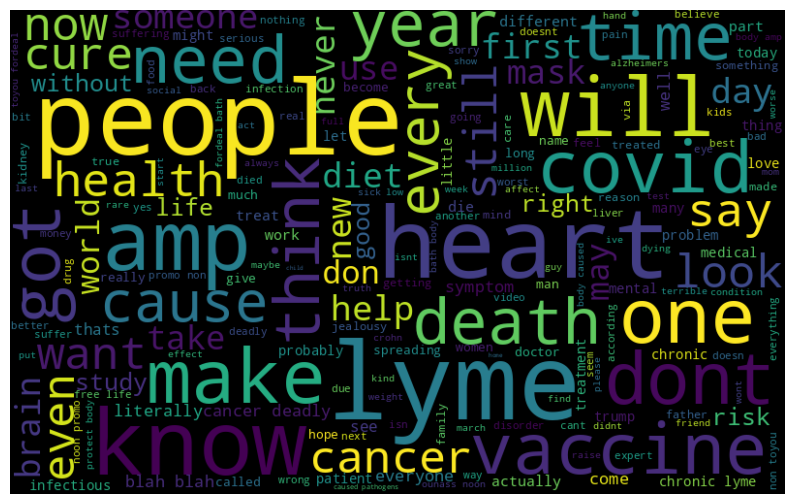 now
cure
someone
nothing
suffering
might
serious
need
without
food
back
social
infection
become
year
never
use
first
time
different
hand
believe
doesnt
pain
body amp
sorry
show
alzheimers
something
part
today
mask
day
well
via
anyone
kids
worse
people
every
still
will
toyou fordeal
bit
act
real
let
great
going
care
name
treated
thing
bad
kidney
true
start
always
full
little
feel
long
eye
best
love
mom
health
diet
covid
last
rare
yes
died
much
sick low
week
million
worst
affect
reason
test
many
made
fordeal bath
got
world
life
treat
think
new
good
die
another
mind
right
liver
say
amp
heart
money
drug
work
don
isnt
ive
dying
problem
medical
look
really
promo non
give
maybe
child
bath body
getting
guy
man
body caused
may
mental
terrible
condition
better
cause
help
symptom
truth
video
according
everything
suffer
thats
deadly
jealousy
crohn
death
one
put
effect
take
probably
spreading
women
doctor
seem
please
chronic
doesn
want
make
lyme
dont
free life
study
due
kind
hake
treatment
trump
father
wont
brain
even
noon promo
protect body
literally
cancer deadly
see
weight
find
cant
disorder
didnt
friend
risk
non toyou
know
isn
family
march
vaccine
hope
next
cancer
wrong
raise
expert
come
infectious
blah blah
called
patient
everyone
way
actually
chronic lyme
caused pathogens
ounass noon